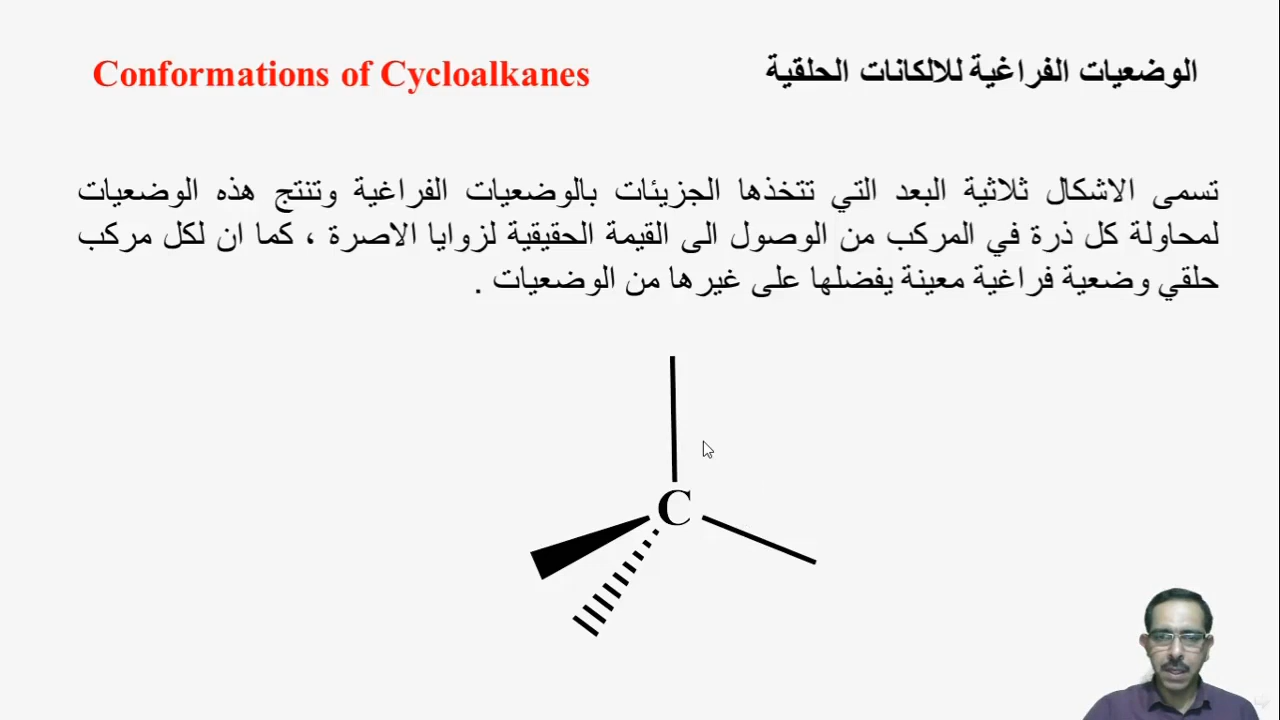 الوضعيات الفراغية للالكانات الحلقية
Conformations of Cycloalkanes
تسمى الاشكال ثلاثية البعد التي تتخذها الجزيئات بالوضعيات الفراغية وتنتج هذه الوضعيات
لمحاولة كل ذرة في المركب من الوصول الى القيمة الحقيقية لزوايا الاصرة ، كما ان لكل مركب
حلقي وضعية فراغية معينة يفضلها على غيرها من الوضعيات .
C